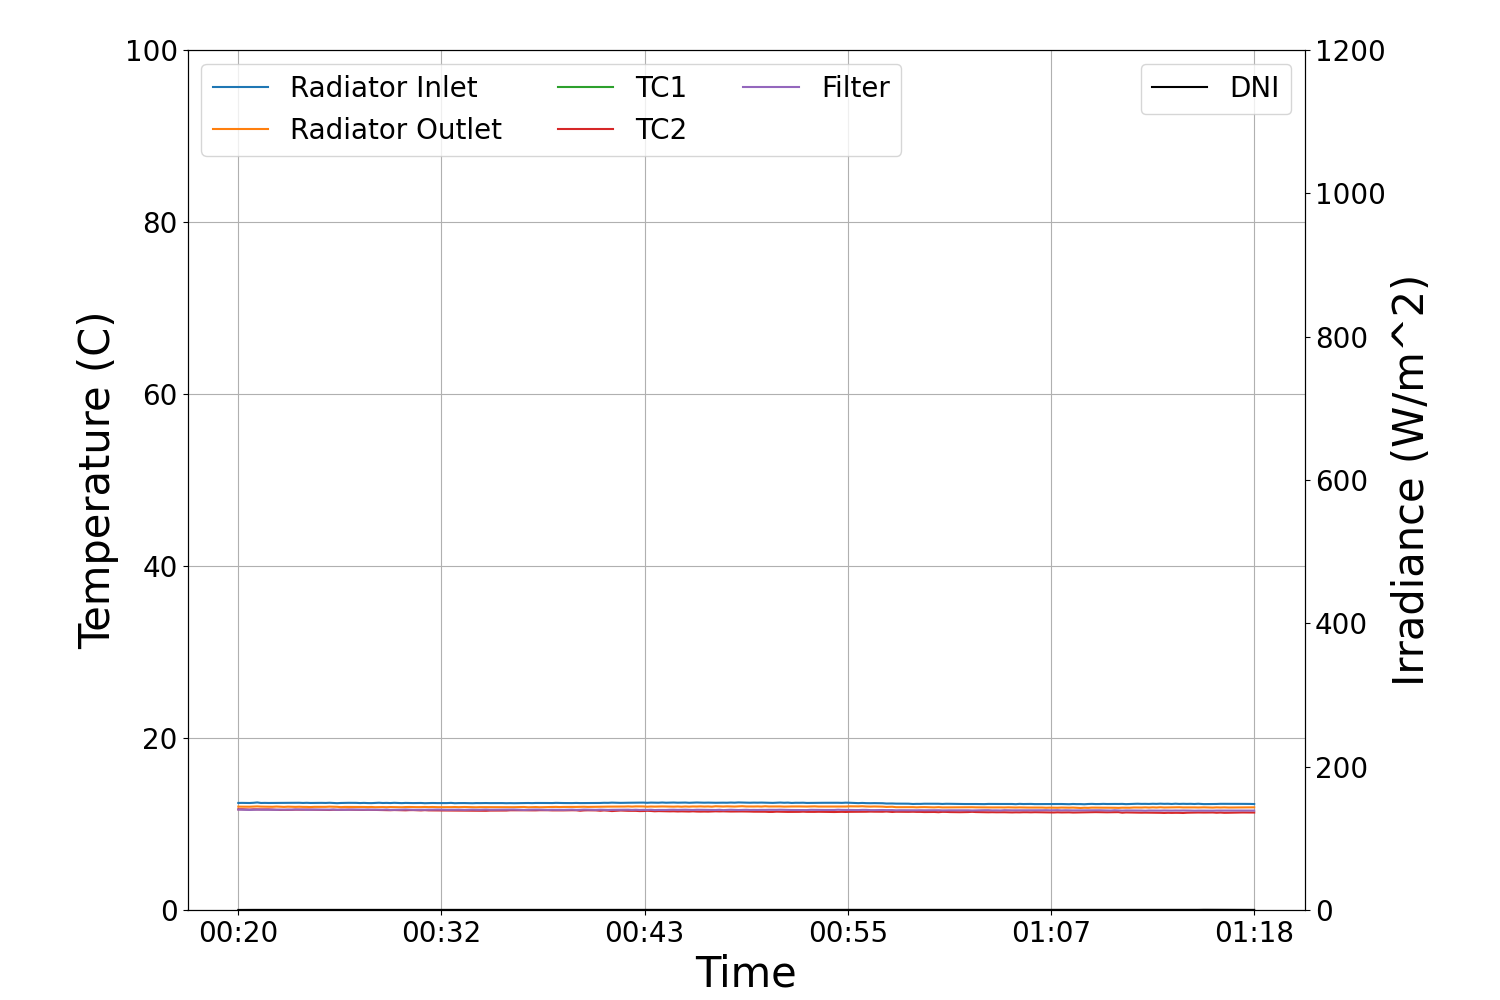 100
80
60
40
20
0
Temperature (C)
Radiator Inlet
Radiator Outlet
TC1
TC2
Filter
DNI
1200
1000
800
600
400
200
0
Irradiance (W/m^2)
00:20 00:32 00:43 00:55 01:07 01:18
Time